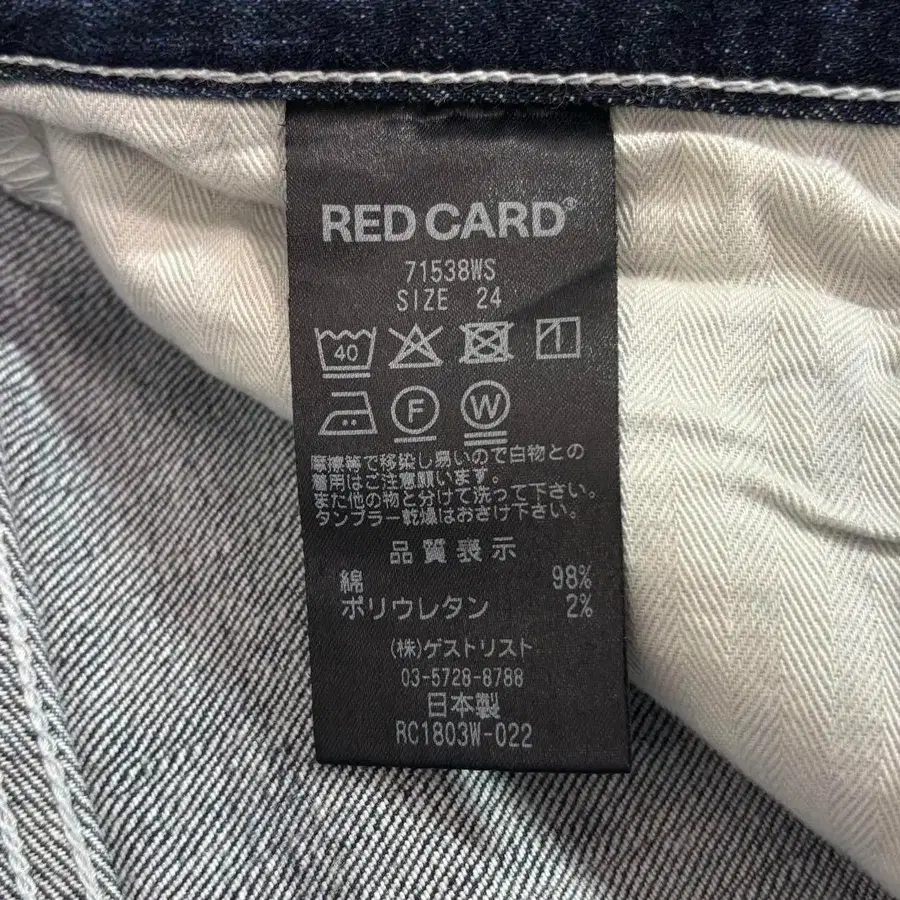 RED CARD®
71538WS
SIZE 24
40
F W
摩擦等で移染し易いので白物との
着用はご注意願います。
また他の物と分けて洗って下さい。
タンブラー乾燥はおさけ下さい。
品質表示
綿 98%
ポリウレタン 2%
(株)ゲストリスト
03-5728-8788
日本製
RC1803W-022